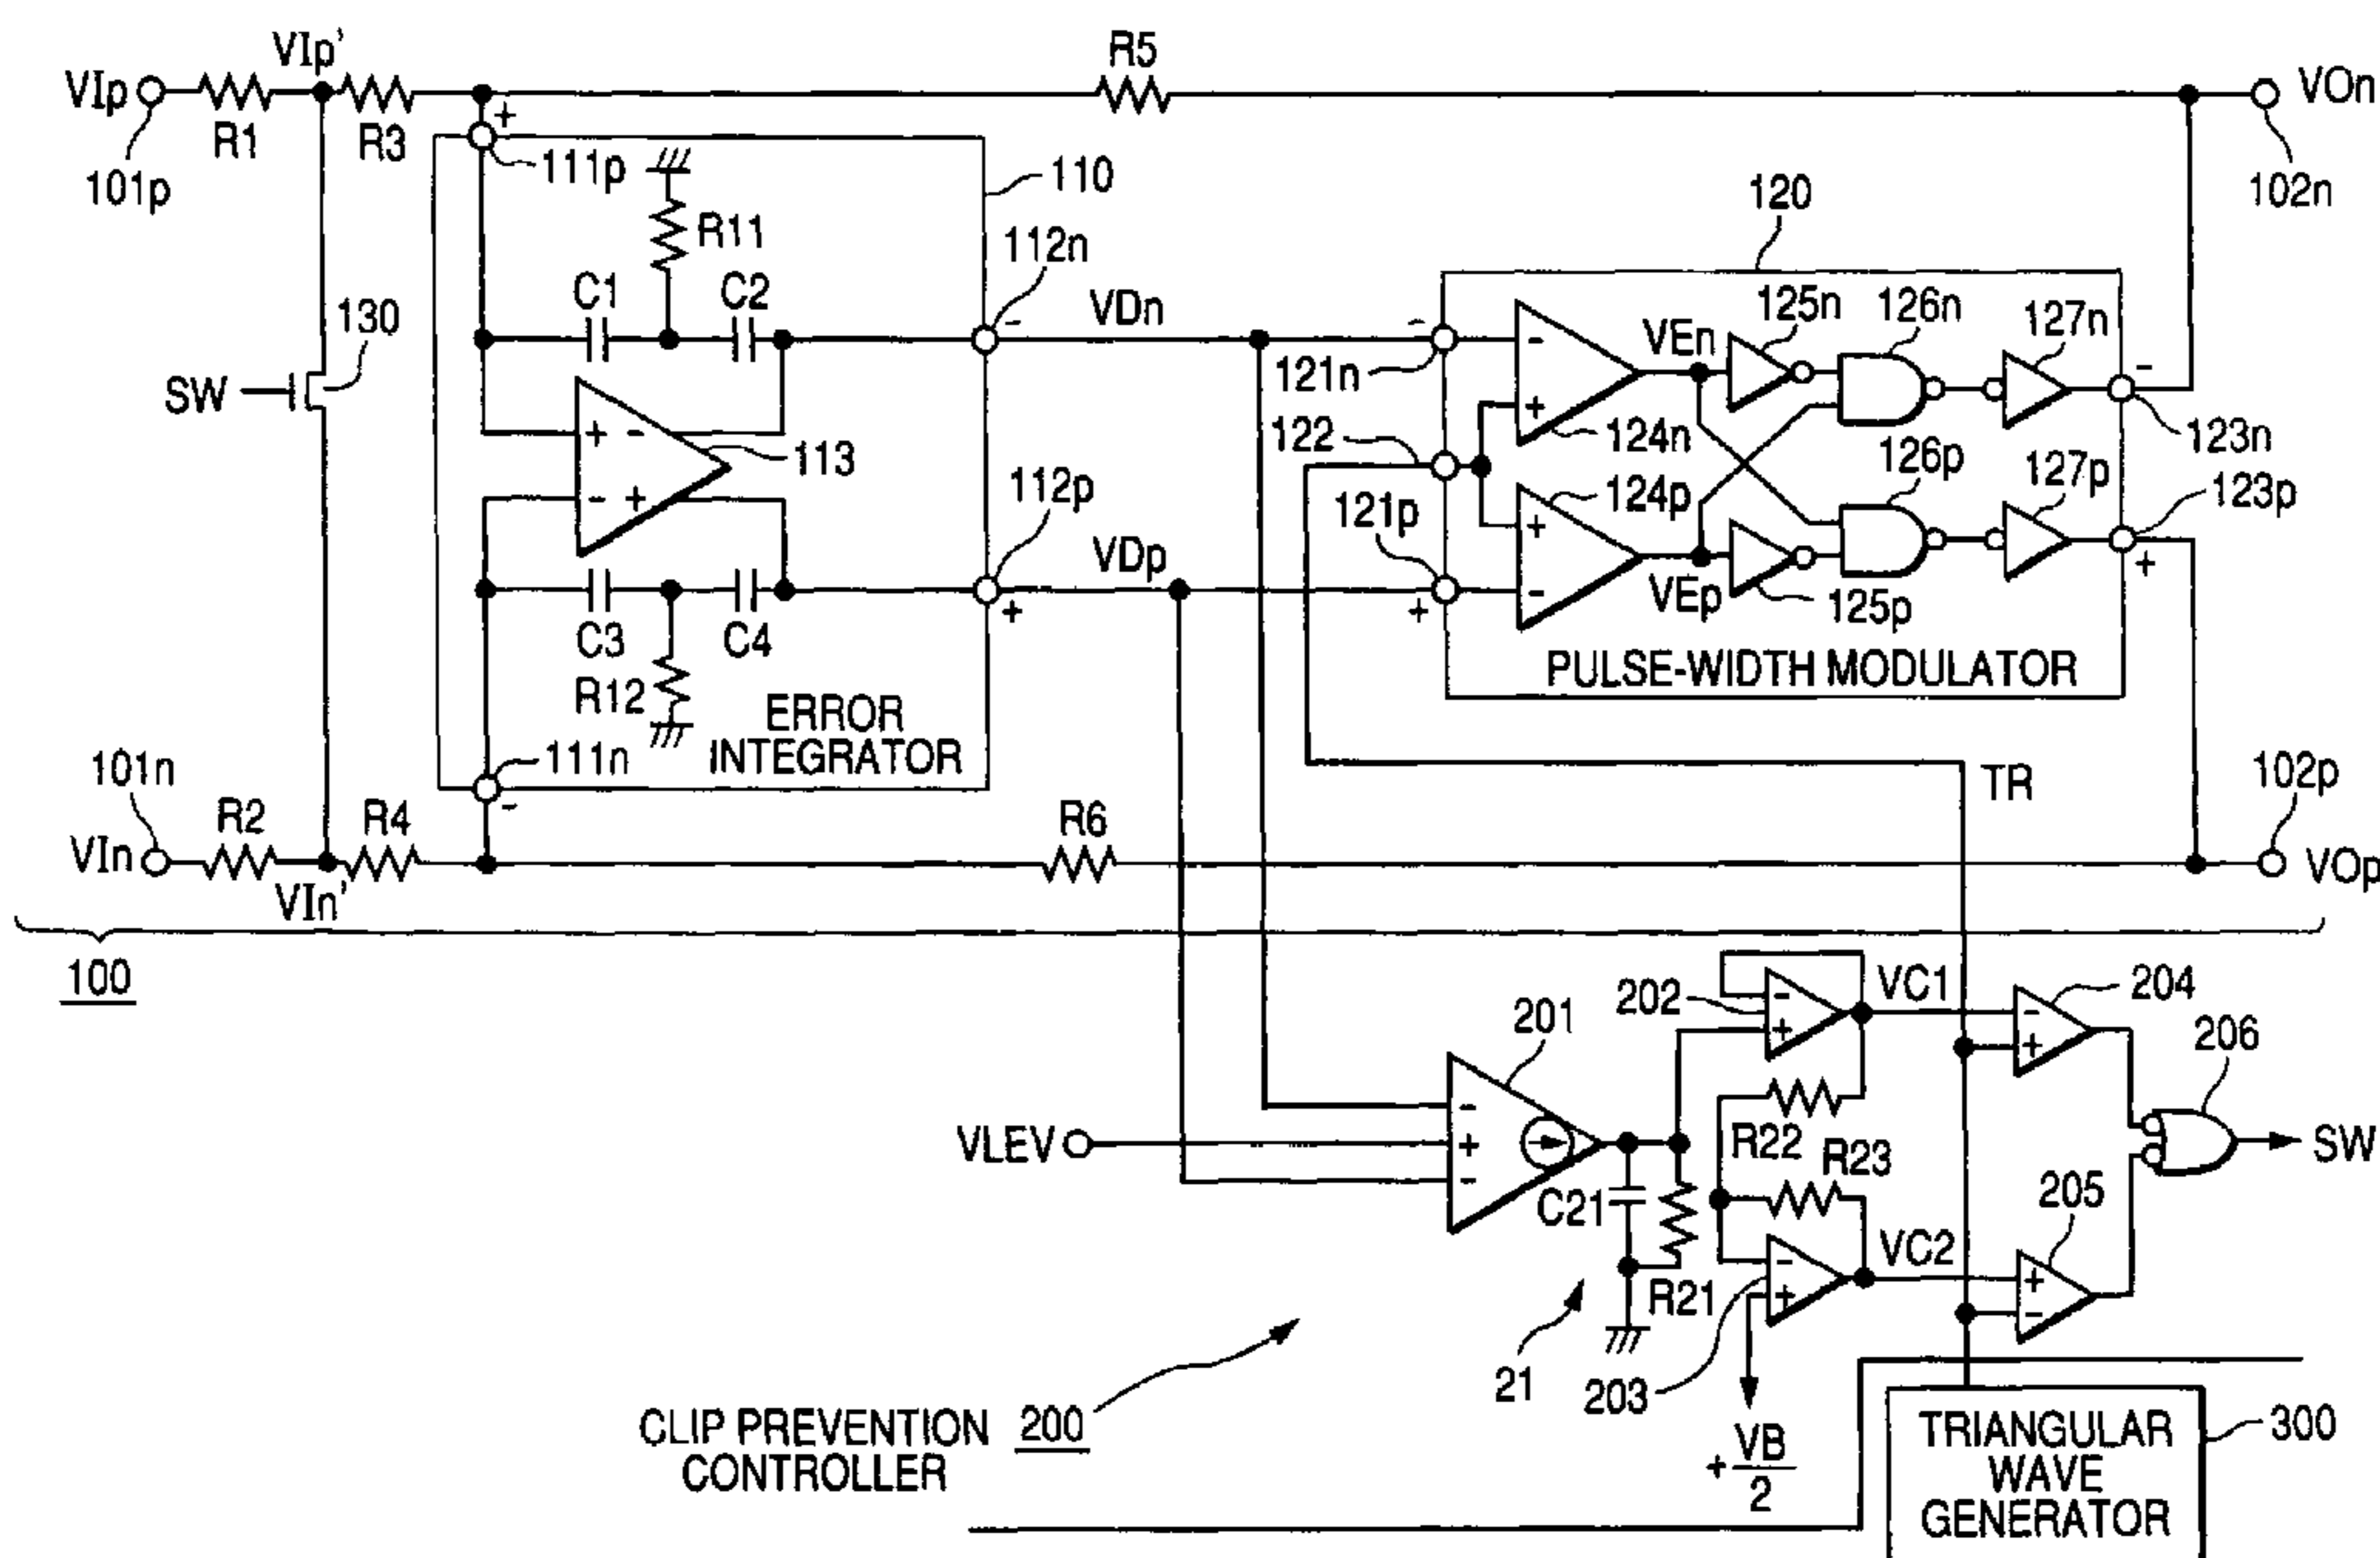 VIp' R5
VIp VOn
R1 R3
101p + 111p 110 102n
120
R11 112n
C1 C2 VDn 125n 126n 127n
130 - - - VEn
SW 121n -
+ - 113 122 + 124n 123n
- + 112p 121p 124p 126p 127p 123p
+
VDp VEp 125p +
+ + -
C3 C4
R12 PULSE-WIDTH MODULATOR
ERROR
INTEGRATOR
101n 111n TR 102p
R2 R4 - R6
VIn VOp
VIn'
100
202 - VC1 204
201 + - 206
+
- R22
VLEV + R23 SW
- C21 205
VC2
- +
R21 + -
21 203
CLIP PREVENTION 200
CONTROLLER
+ VB
2
TRIANGULAR 300
WAVE
GENERATOR